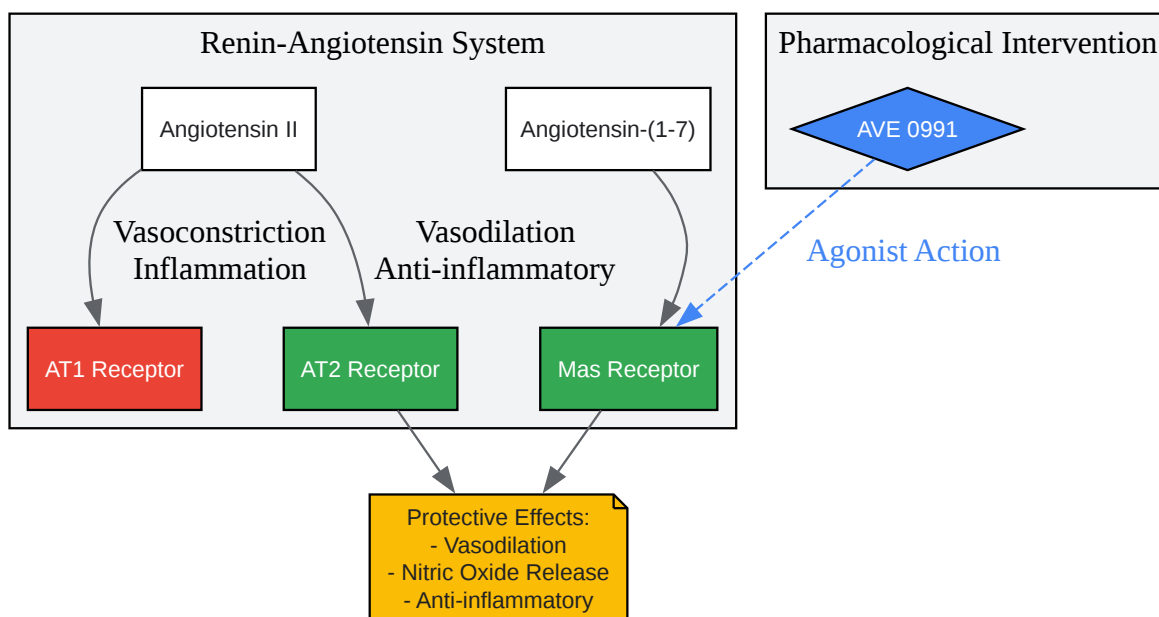 Renin-Angiotensin System
Pharmacological Intervention
Angiotensin II
Angiotensin-(1-7)
AVE 0991
Vasoconstriction
Inflammation
Vasodilation
Anti-inflammatory
Agonist Action
AT1 Receptor
AT2 Receptor
Mas Receptor
Protective Effects:
- Vasodilation
- Nitric Oxide Release
- Anti-inflammatory